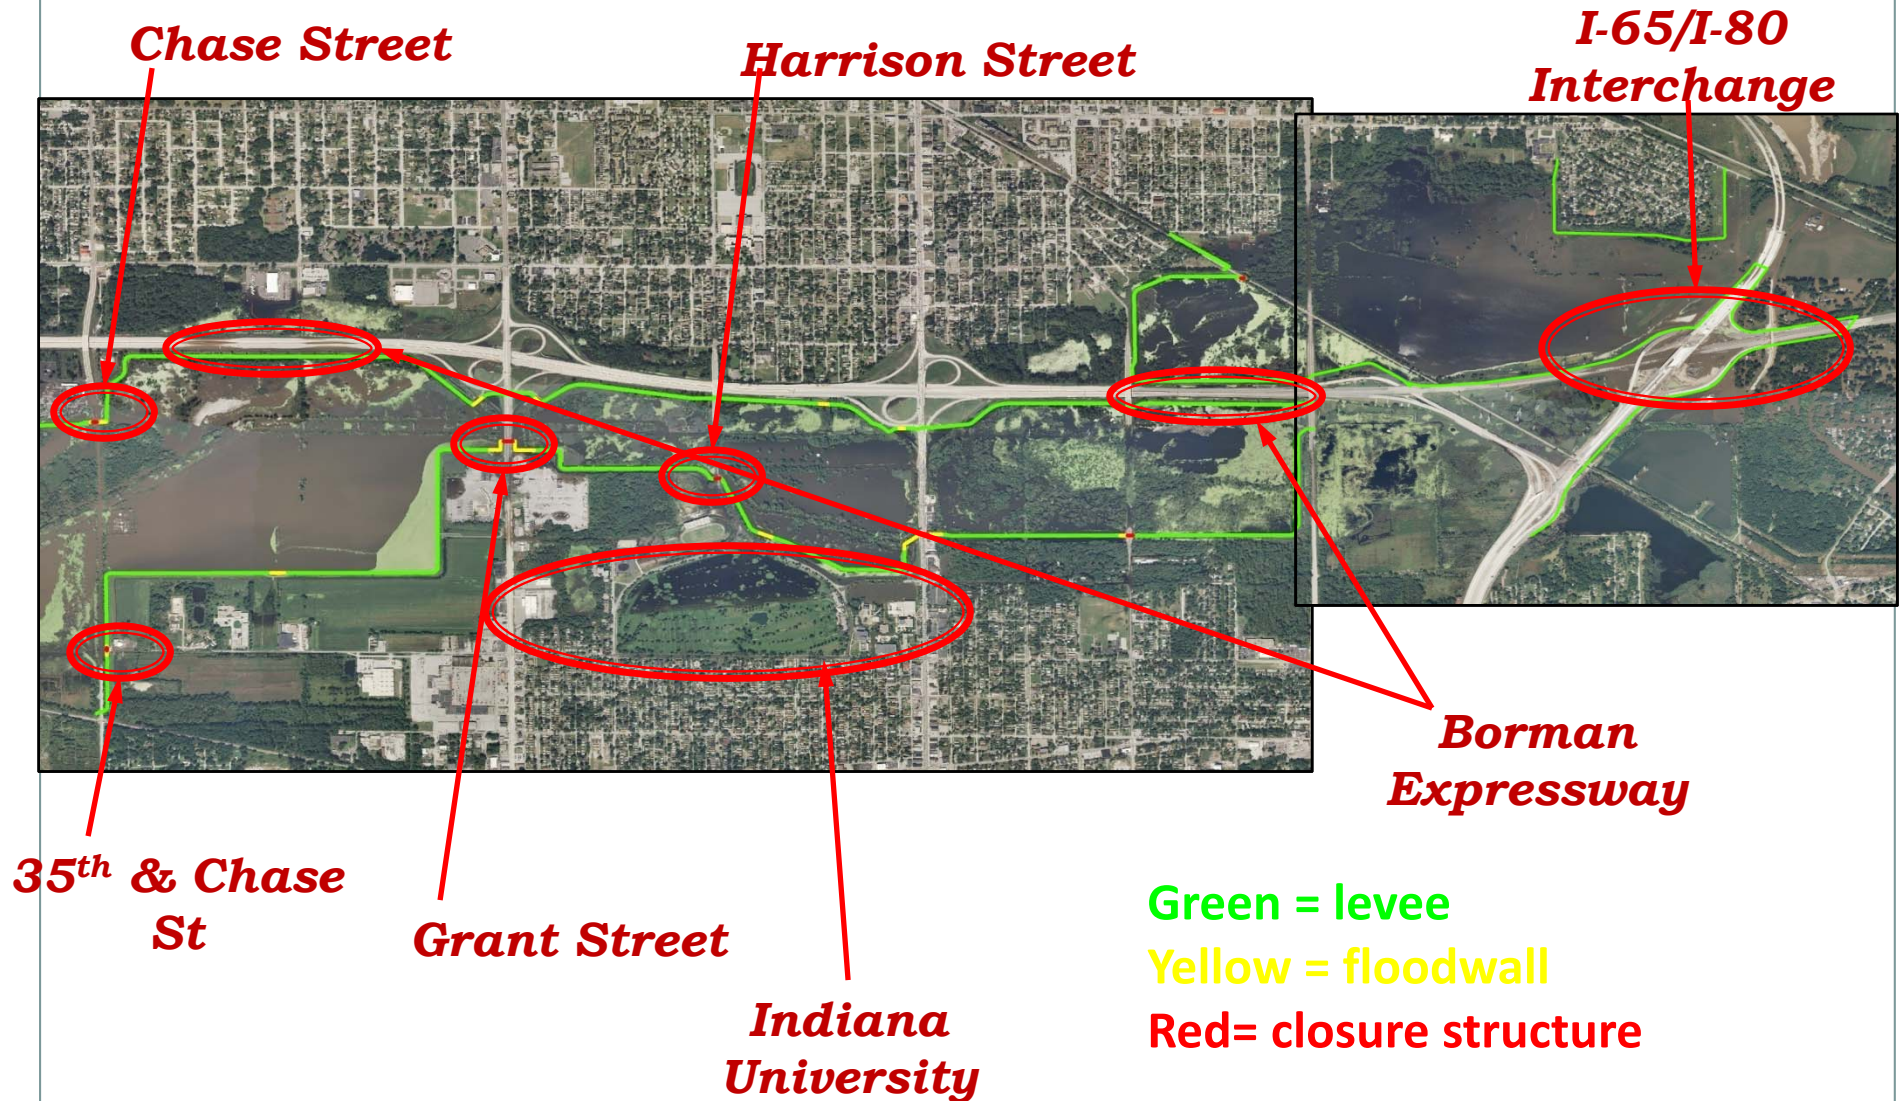 Chase Street
Harrison Street
I-65/I-80
Interchange
Borman
Expressway
35th & Chase
St
Grant Street
Indiana
University
Green = levee
Yellow = floodwall
Red= closure structure